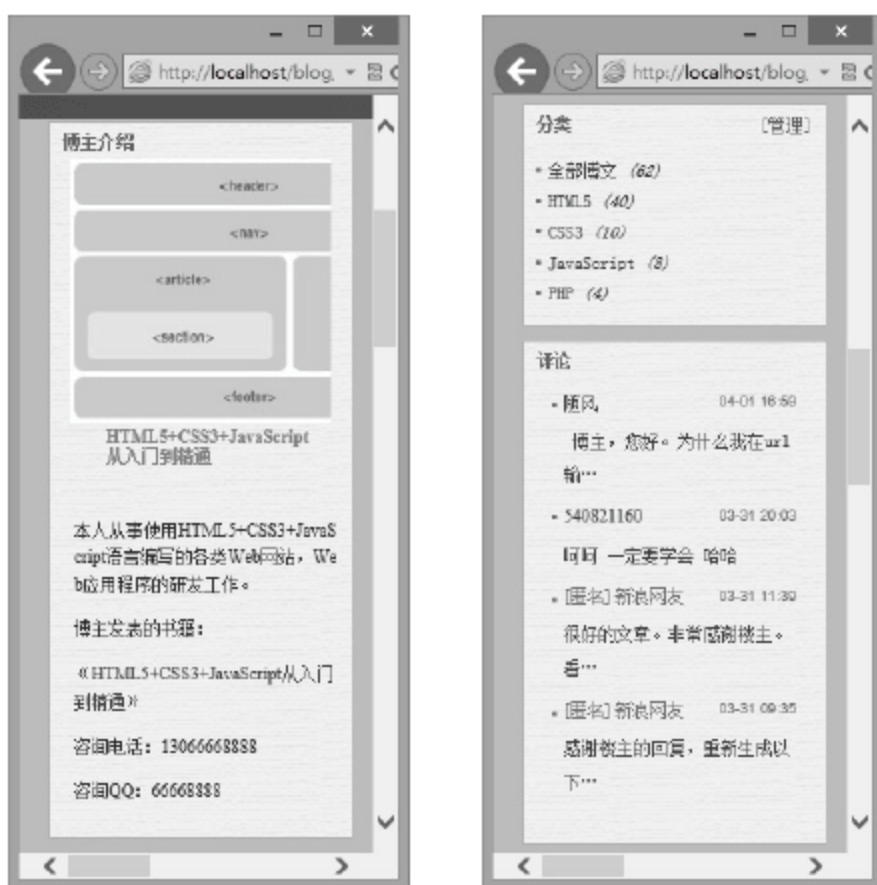 http://localhost/blog,
博主介绍
<header>
<nav>
<article>
<section>
<footer>
HTML5+CSS3+JavaScript
从入门到精通
本人从事使用HTML5+CSS3+JavaS
cript语言编写的各类Web网站，We
b应用程序的研发工作。
博主发表的书籍：
《HTML5+CSS3+JavaScript从入门
到精通》
咨询电话：13066668888
咨询QQ：66668888
http://localhost/blog,
分类 [管理]
全部博文 (62)
HTML5 (40)
CSS3 (10)
JavaScript (8)
PHP (4)
评论
随风 04-01 16:59
博主，您好。为什么我在url
输…
540821160 03-31 20:03
呵呵 一定要学会 哈哈
[匿名]新浪网友 03-31 11:39
很好的文章。非常感谢楼主。
看…
[匿名]新浪网友 03-31 09:35
感谢楼主的回复，重新生成以
下…